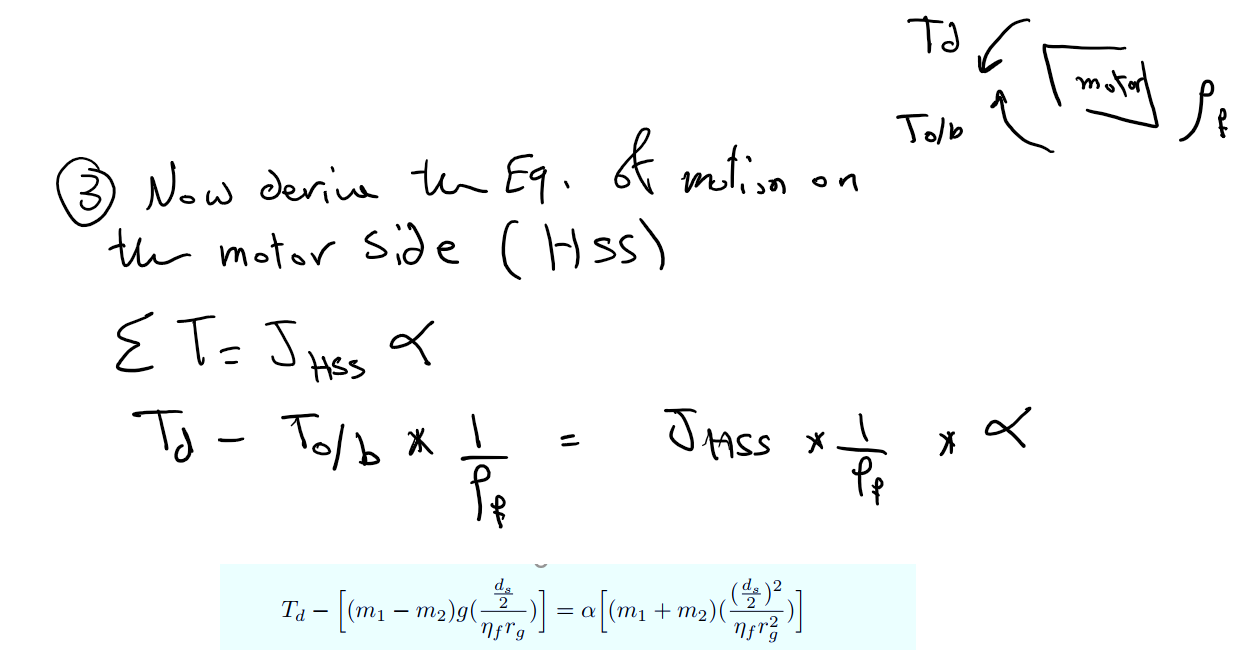 Td
motor
To/b
ρf
③ Now derive the Eq. of motion on
the motor side (HSS)
Σ T = J_HSS α
Td - To/b * 1/ρf = J_HSS * 1/ρf * α
T_d − [(m_1 − m_2)g((d_s/2)/(η_f r_g))] = α[(m_1 + m_2)((d_s/2)^2/(η_f r_g^2))]